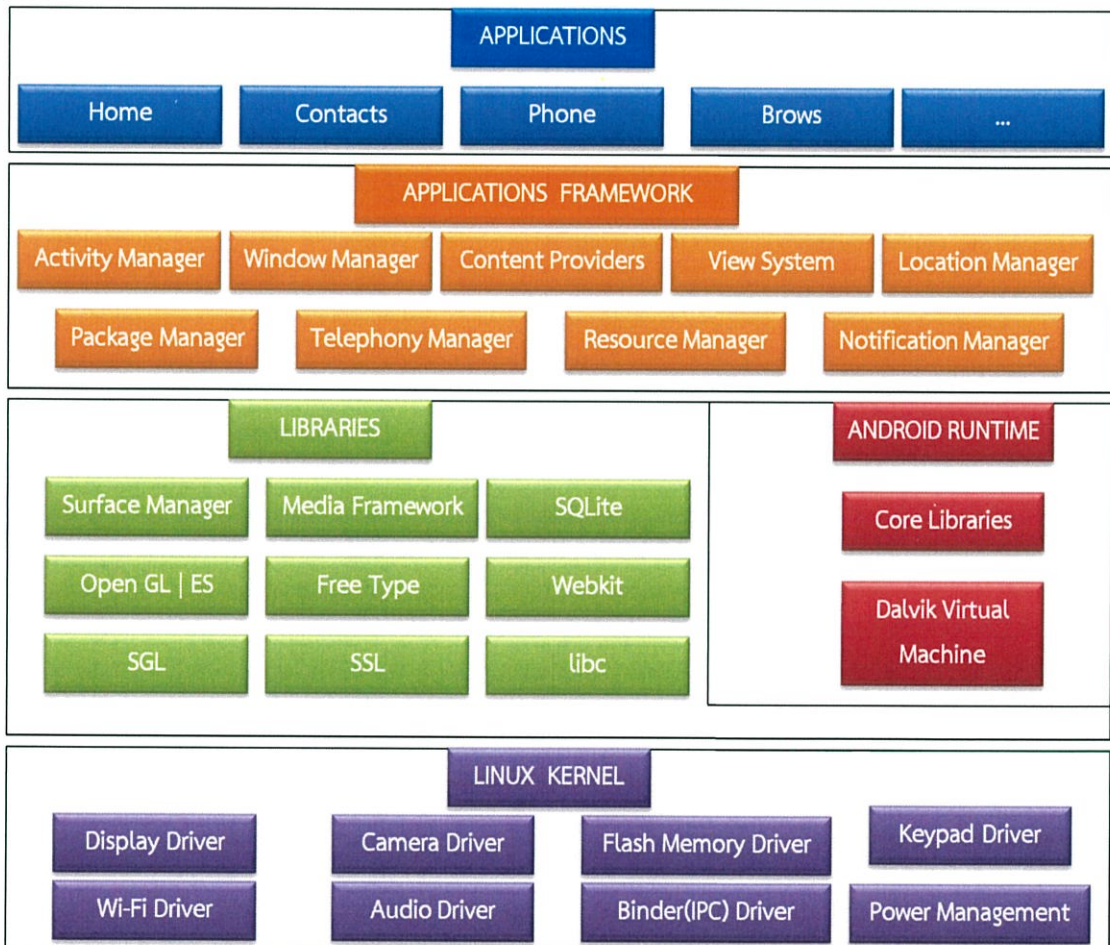 APPLICATIONS
Home
Contacts
Phone
Brows
...
APPLICATIONS FRAMEWORK
Activity Manager
Window Manager
Content Providers
View System
Location Manager
Package Manager
Telephony Manager
Resource Manager
Notification Manager
LIBRARIES
Surface Manager
Media Framework
SQLite
Open GL | ES
Free Type
Webkit
SGL
SSL
libc
ANDROID RUNTIME
Core Libraries
Dalvik Virtual
Machine
LINUX KERNEL
Display Driver
Camera Driver
Flash Memory Driver
Keypad Driver
Wi-Fi Driver
Audio Driver
Binder(IPC) Driver
Power Management